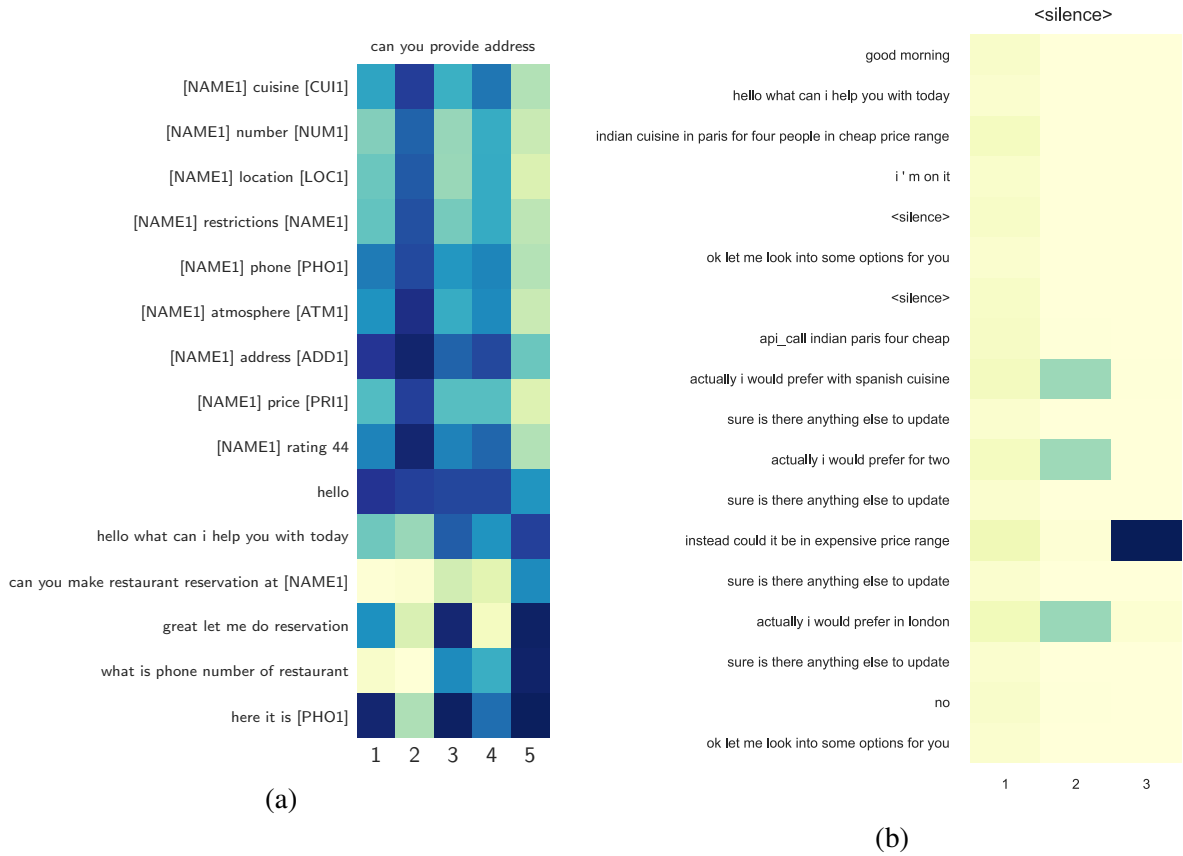 can you provide address
[NAME1] cuisine [CUI1]
[NAME1] number [NUM1]
[NAME1] location [LOC1]
[NAME1] restrictions [NAME1]
[NAME1] phone [PHO1]
[NAME1] atmosphere [ATM1]
[NAME1] address [ADD1]
[NAME1] price [PRI1]
[NAME1] rating 44
hello
hello what can i help you with today
can you make restaurant reservation at [NAME1]
great let me do reservation
what is phone number of restaurant
here it is [PHO1]
1 2 3 4 5
(a)
<silence>
good morning
hello what can i help you with today
indian cuisine in paris for four people in cheap price range
i ' m on it
<silence>
ok let me look into some options for you
<silence>
api_call indian paris four cheap
actually i would prefer with spanish cuisine
sure is there anything else to update
actually i would prefer for two
sure is there anything else to update
instead could it be in expensive price range
sure is there anything else to update
actually i would prefer in london
sure is there anything else to update
no
ok let me look into some options for you
1 2 3
(b)